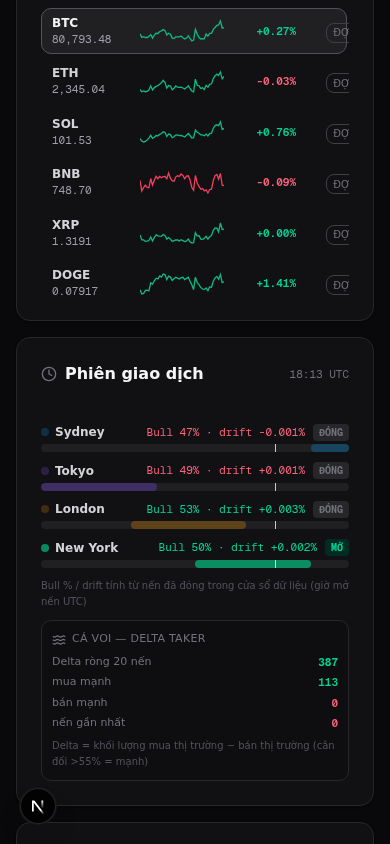 BTC
80,793.48
+0.27%
ETH
2,345.04
-0.03%
SOL
101.53
+0.76%
BNB
748.70
-0.09%
XRP
1.3191
+0.00%
DOGE
0.07917
+1.41%
Phiên giao dịch
18:13 UTC
Sydney
Bull 47% · drift -0.001%
ĐÓNG
Tokyo
Bull 49% · drift +0.001%
ĐÓNG
London
Bull 53% · drift +0.003%
ĐÓNG
New York
Bull 50% · drift +0.002%
MỞ
Bull % / drift tính từ nến đã đóng trong cửa sổ dữ liệu (giờ mở
nến UTC)
CÁ VOI — DELTA TAKER
Delta ròng 20 nến
387
mua mạnh
113
bán mạnh
0
nến gần nhất
0
Delta = khối lượng mua thị trường − bán thị trường (cân
đối >55% = mạnh)
N